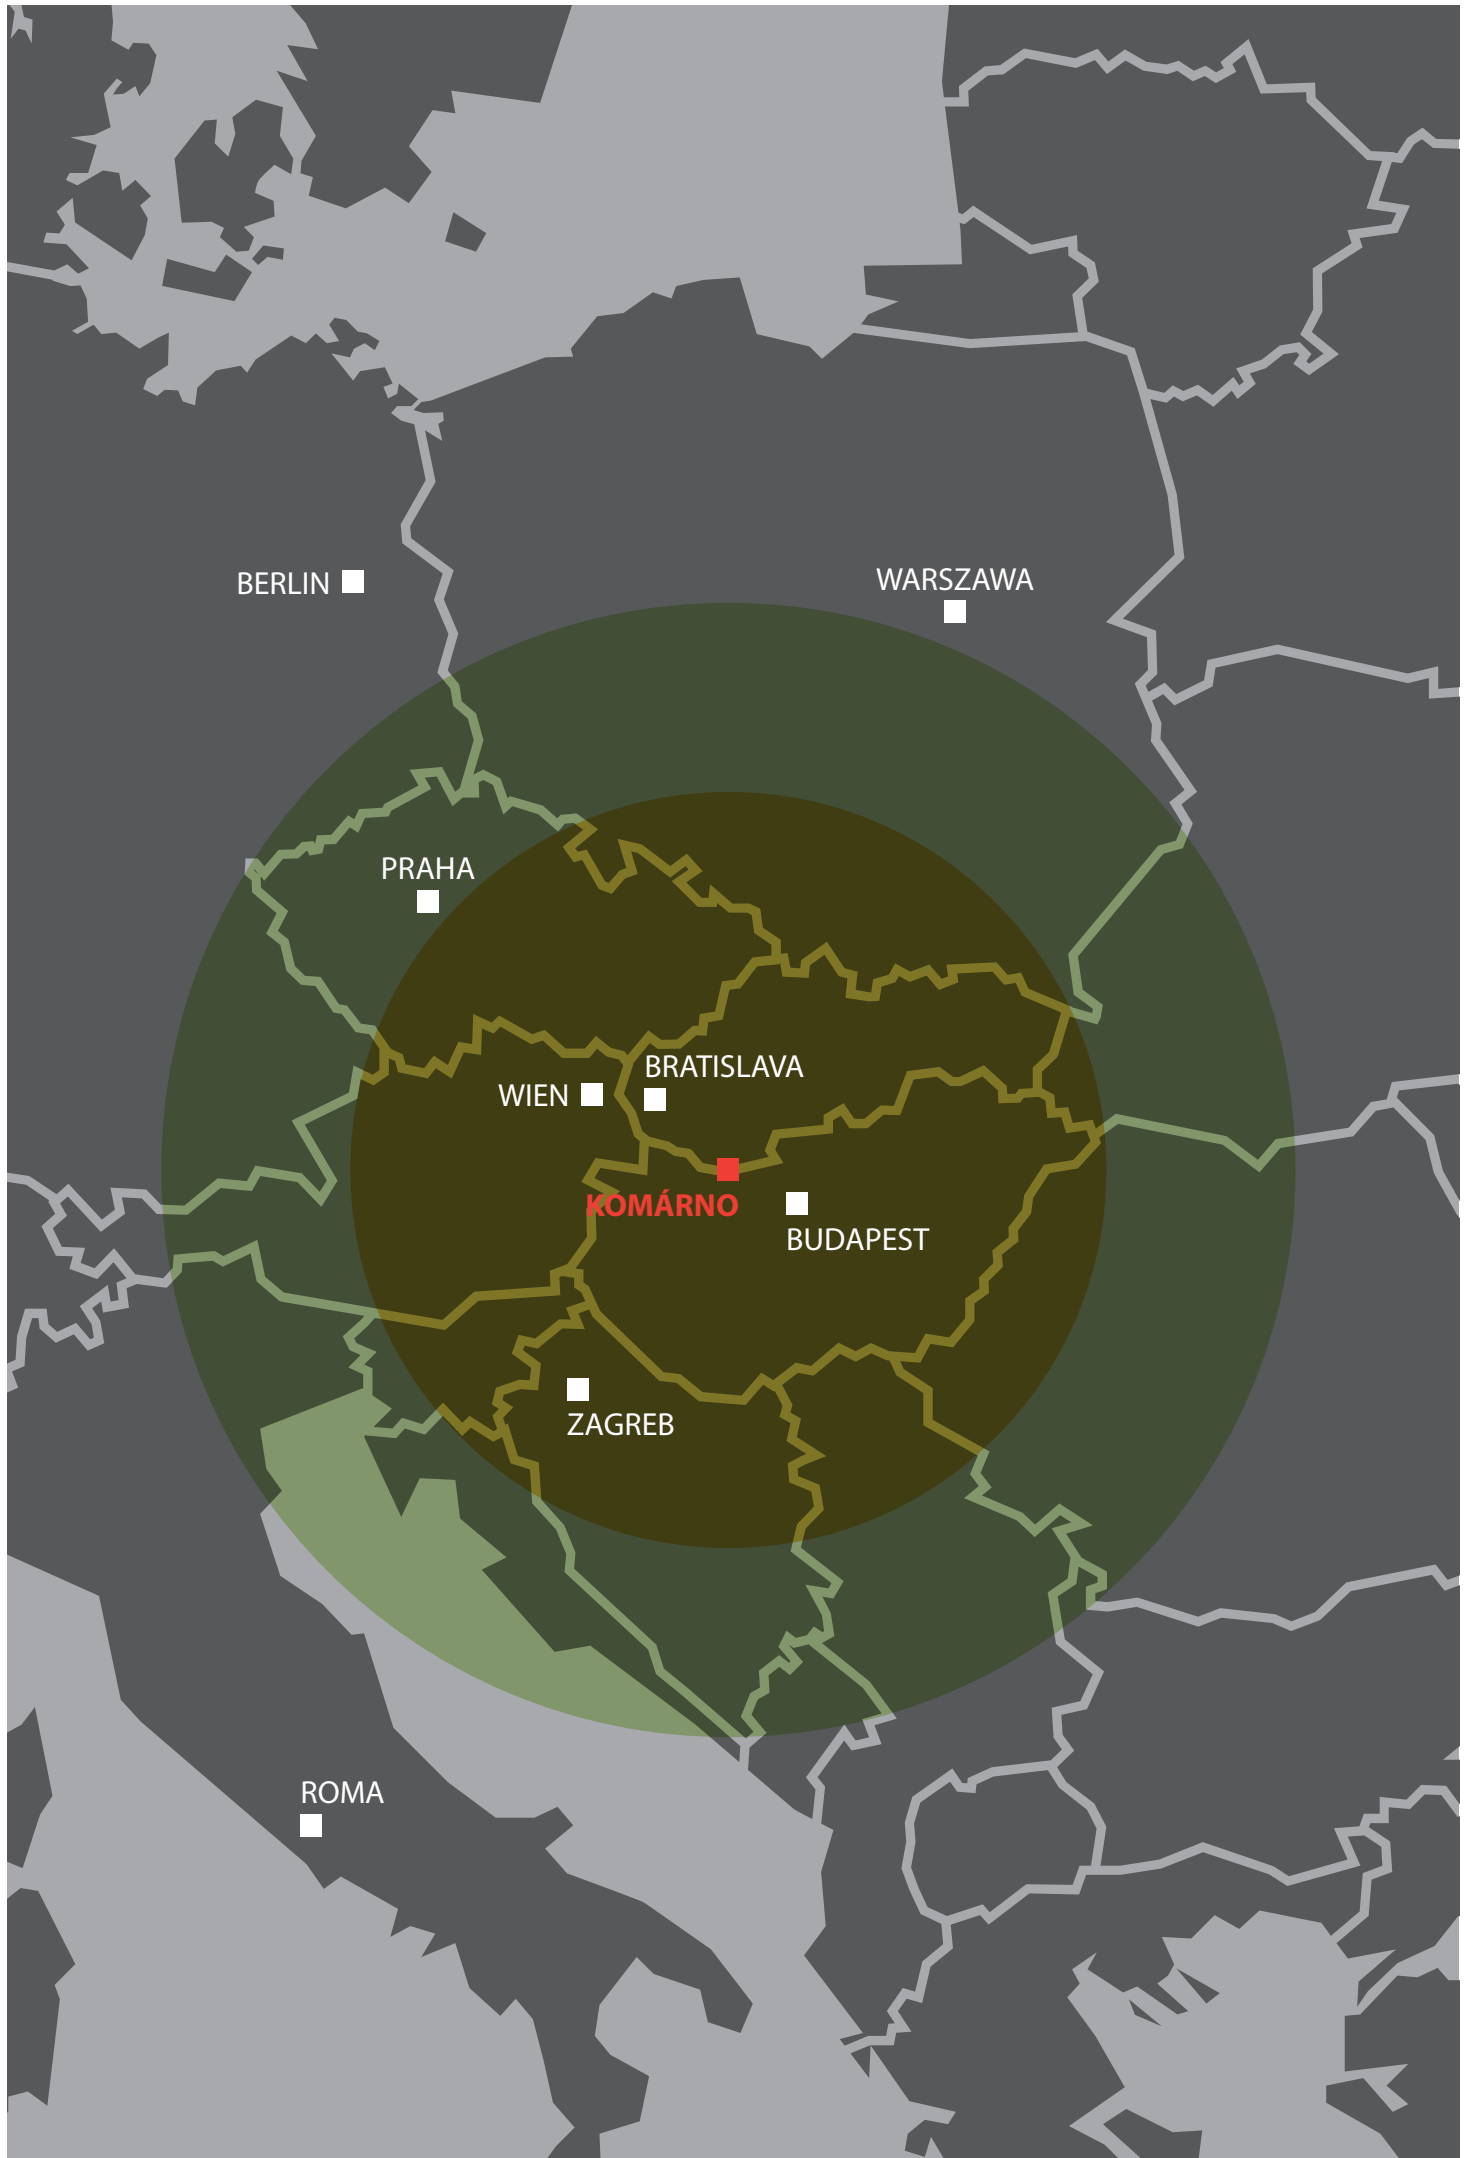 BERLIN
WARSZAWA
PRAHA
BRATISLAVA
WIEN
KOMÁRNO
BUDAPEST
ZAGREB
ROMA